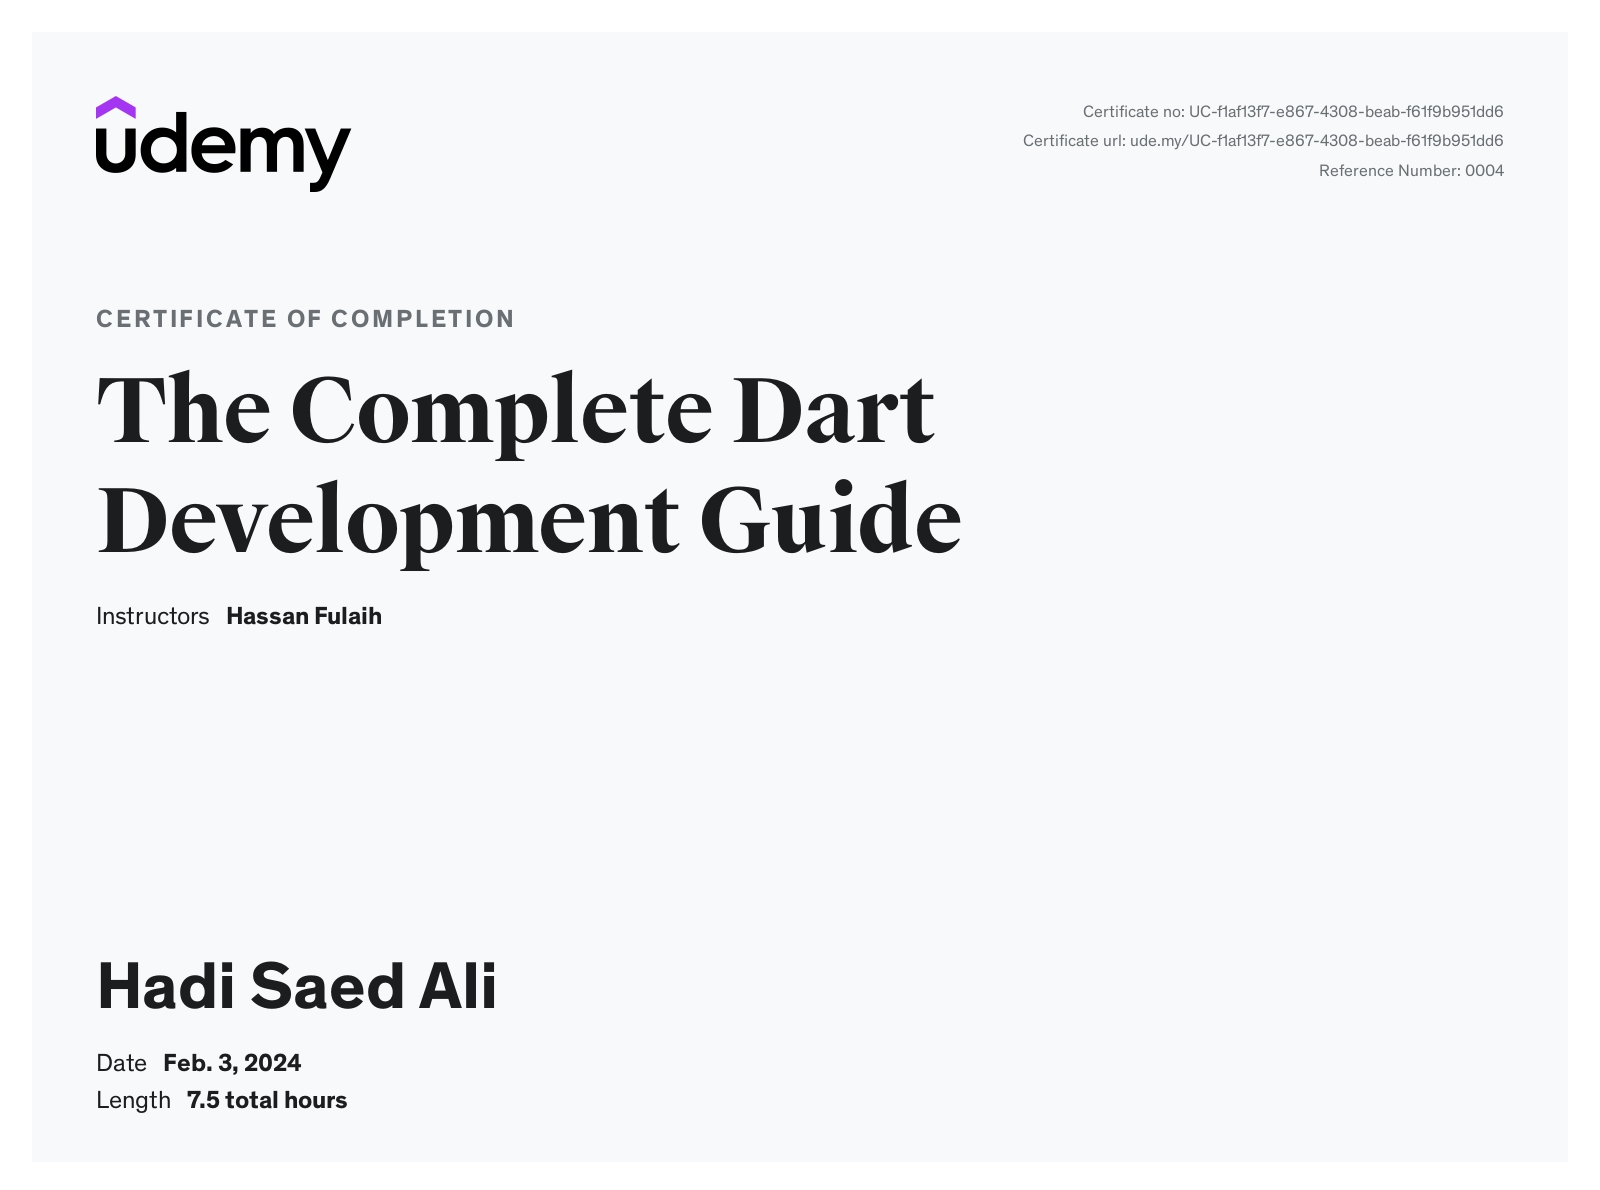 udemy
Certificate no: UC-f1af13f7-e867-4308-beab-f61f9b951dd6
Certificate url: ude.my/UC-f1af13f7-e867-4308-beab-f61f9b951dd6
Reference Number: 0004
CERTIFICATE OF COMPLETION
The Complete Dart
Development Guide
Instructors Hassan Fulaih
Hadi Saed Ali
Date Feb. 3, 2024
Length 7.5 total hours